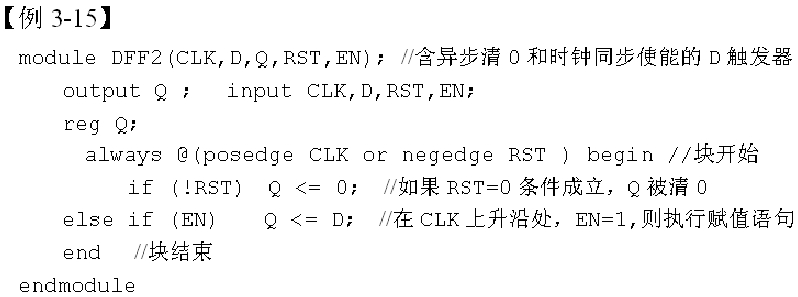 【例 3-15】
module DFF2(CLK,D,Q,RST,EN); //含异步清 0 和时钟同步使能的 D 触发器
output Q ; input CLK,D,RST,EN;
reg Q;
always @(posedge CLK or negedge RST ) begin //块开始
if (!RST) Q <= 0; //如果 RST=0 条件成立，Q 被清 0
else if (EN) Q <= D; //在 CLK 上升沿处，EN=1,则执行赋值语句
end //块结束
endmodule